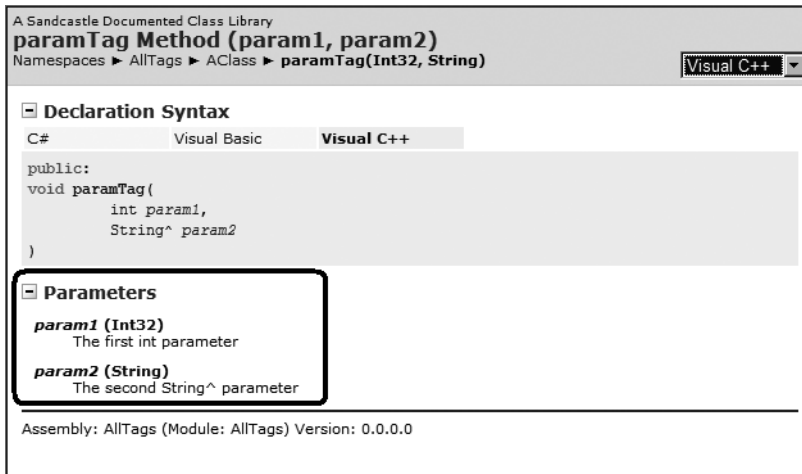 A Sandcastle Documented Class Library
paramTag Method (param1, param2)
Namespaces ► AllTags ► AClass ► paramTag(Int32, String)
Visual C++
Declaration Syntax
C# Visual Basic Visual C++
public:
void paramTag(
int param1,
String^ param2
)
Parameters
param1 (Int32)
The first int parameter
param2 (String)
The second String^ parameter
Assembly: AllTags (Module: AllTags) Version: 0.0.0.0